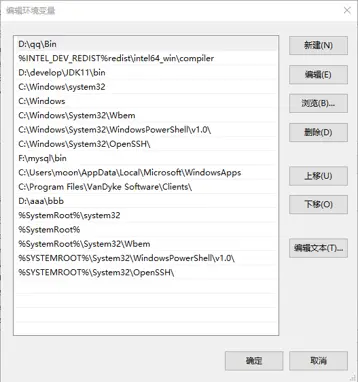 编辑环境变量
D:\qq\Bin
%INTEL_DEV_REDIST%redist\intel64_win\compiler
D:\develop\JDK11\bin
C:\Windows\system32
C:\Windows
C:\Windows\System32\Wbem
C:\Windows\System32\WindowsPowerShell\v1.0\
C:\Windows\System32\OpenSSH\
F:\mysql\bin
C:\Users\moon\AppData\Local\Microsoft\WindowsApps
C:\Program Files\VanDyke Software\Clients\
D:\aaa\bbb
%SystemRoot%\system32
%SystemRoot%
%SystemRoot%\System32\Wbem
%SYSTEMROOT%\System32\WindowsPowerShell\v1.0\
%SYSTEMROOT%\System32\OpenSSH\
新建(N)
编辑(E)
浏览(B)...
删除(D)
上移(U)
下移(O)
编辑文本(T)...
确定
取消